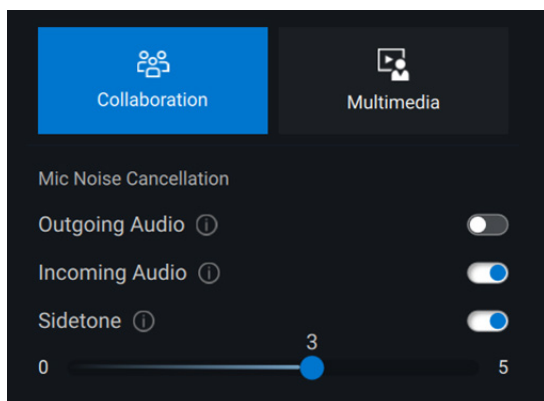 Collaboration
Multimedia
Mic Noise Cancellation
Outgoing Audio
Incoming Audio
Sidetone
3
0
5